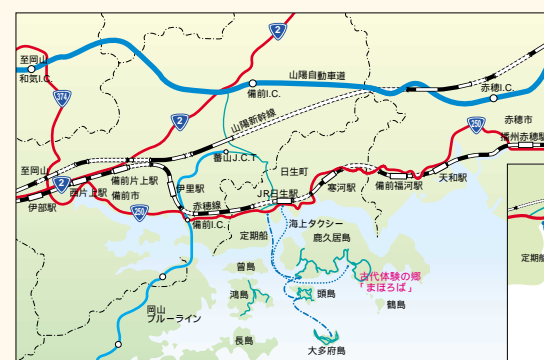 至岡山
和気I.C.
374
2
2
備前I.C.
山陽自動車道
赤穂I.C.
山陽新幹線
250
赤穂市
播州赤穂駅
蕃山J.C.T
日生町
至岡山
2
西片上駅
備前片上駅
備前市
伊部駅
伊里駅
250
赤穂線
備前I.C.
JR日生駅
寒河駅
備前福河駅
天和駅
定期船
海上タクシー
鹿久居島
古代体験の郷
「まほろば」
曽島
鴻島
頭島
鶴島
岡山
ブルーライン
長島
大多府島
定期船